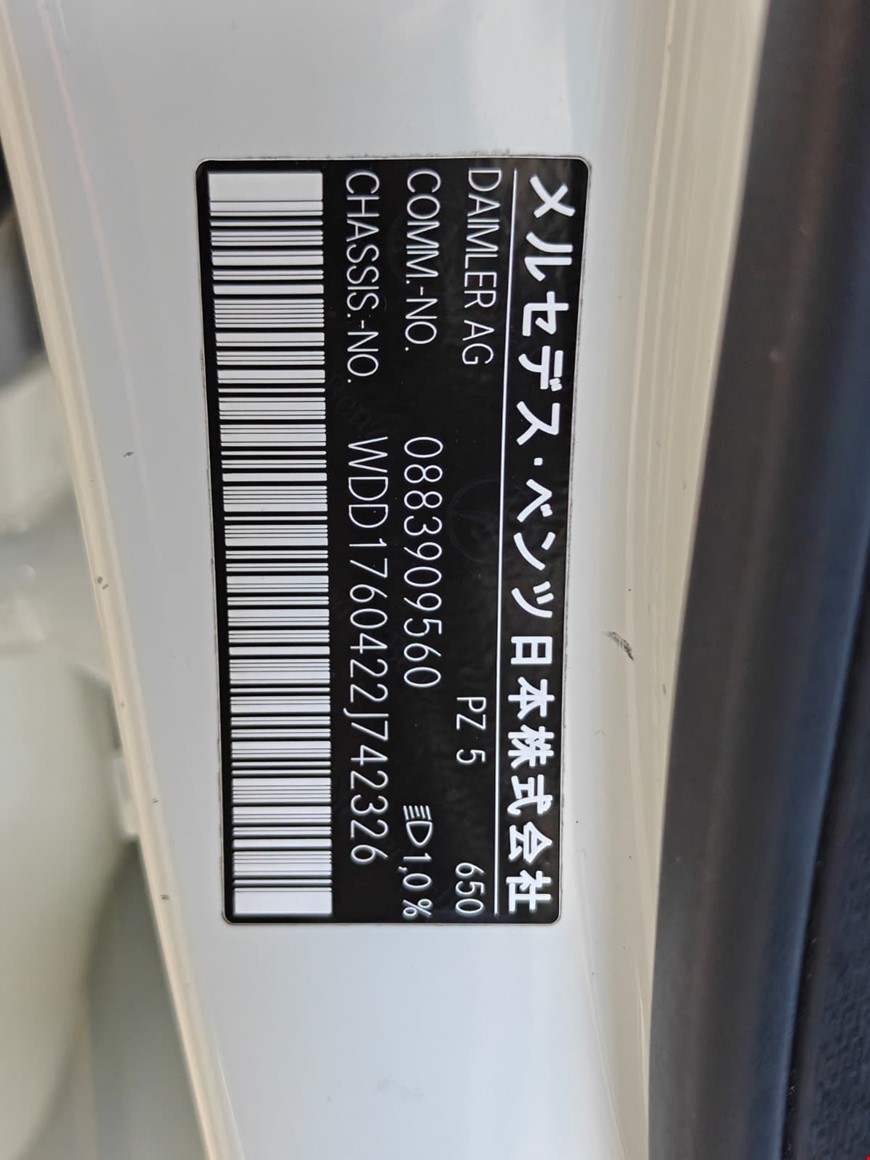 メルセデス・ベンツ日本株式会社
DAIMLER AG PZ 5 650
COMM.-NO. 0883909560 1,0 %
CHASSIS.-NO. WDD1760422J742326